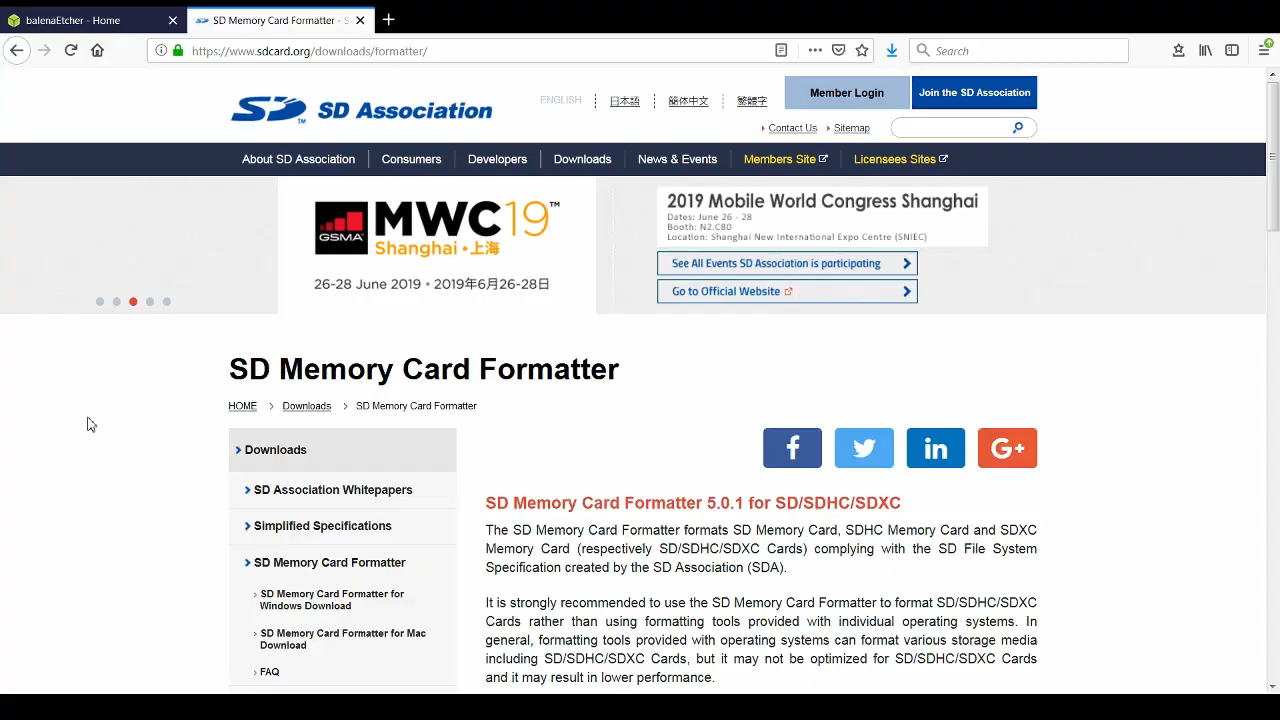 balenaEtcher - Home
SD Memory Card Formatter - S
https://www.sdcard.org/downloads/formatter/
Search
SD
TM
SD Association
ENGLISH
日本語
簡体中文
繁體字
Member Login
Join the SD Association
Contact Us
Sitemap
About SD Association
Consumers
Developers
Downloads
News & Events
Members Site
Licensees Sites
GSMA
MWC19™
Shanghai • 上海
26-28 June 2019 • 2019年6月26-28日
2019 Mobile World Congress Shanghai
Dates: June 26 - 28
Booth: N2.C80
Location: Shanghai New International Expo Centre (SNIEC)
See All Events SD Association is participating
Go to Official Website
SD Memory Card Formatter
HOME > Downloads > SD Memory Card Formatter
Downloads
SD Association Whitepapers
Simplified Specifications
SD Memory Card Formatter
SD Memory Card Formatter for
Windows Download
SD Memory Card Formatter for Mac
Download
FAQ
f
in
G+
SD Memory Card Formatter 5.0.1 for SD/SDHC/SDXC
The SD Memory Card Formatter formats SD Memory Card, SDHC Memory Card and SDXC
Memory Card (respectively SD/SDHC/SDXC Cards) complying with the SD File System
Specification created by the SD Association (SDA).
It is strongly recommended to use the SD Memory Card Formatter to format SD/SDHC/SDXC
Cards rather than using formatting tools provided with individual operating systems. In
general, formatting tools provided with operating systems can format various storage media
including SD/SDHC/SDXC Cards, but it may not be optimized for SD/SDHC/SDXC Cards
and it may result in lower performance.